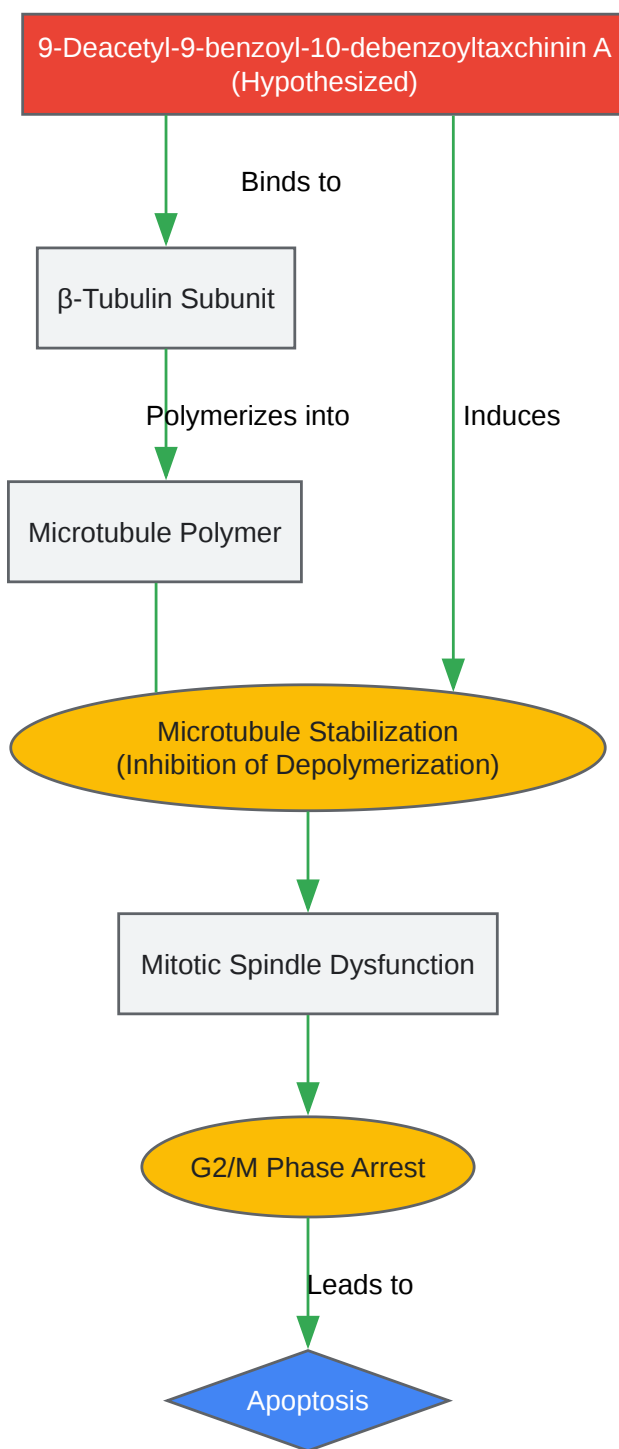 9-Deacetyl-9-benzoyl-10-debenzoyltaxchinin A
(Hypothesized)
Binds to
β-Tubulin Subunit
Polymerizes into
Induces
Microtubule Polymer
Microtubule Stabilization
(Inhibition of Depolymerization)
Mitotic Spindle Dysfunction
G2/M Phase Arrest
Leads to
Apoptosis